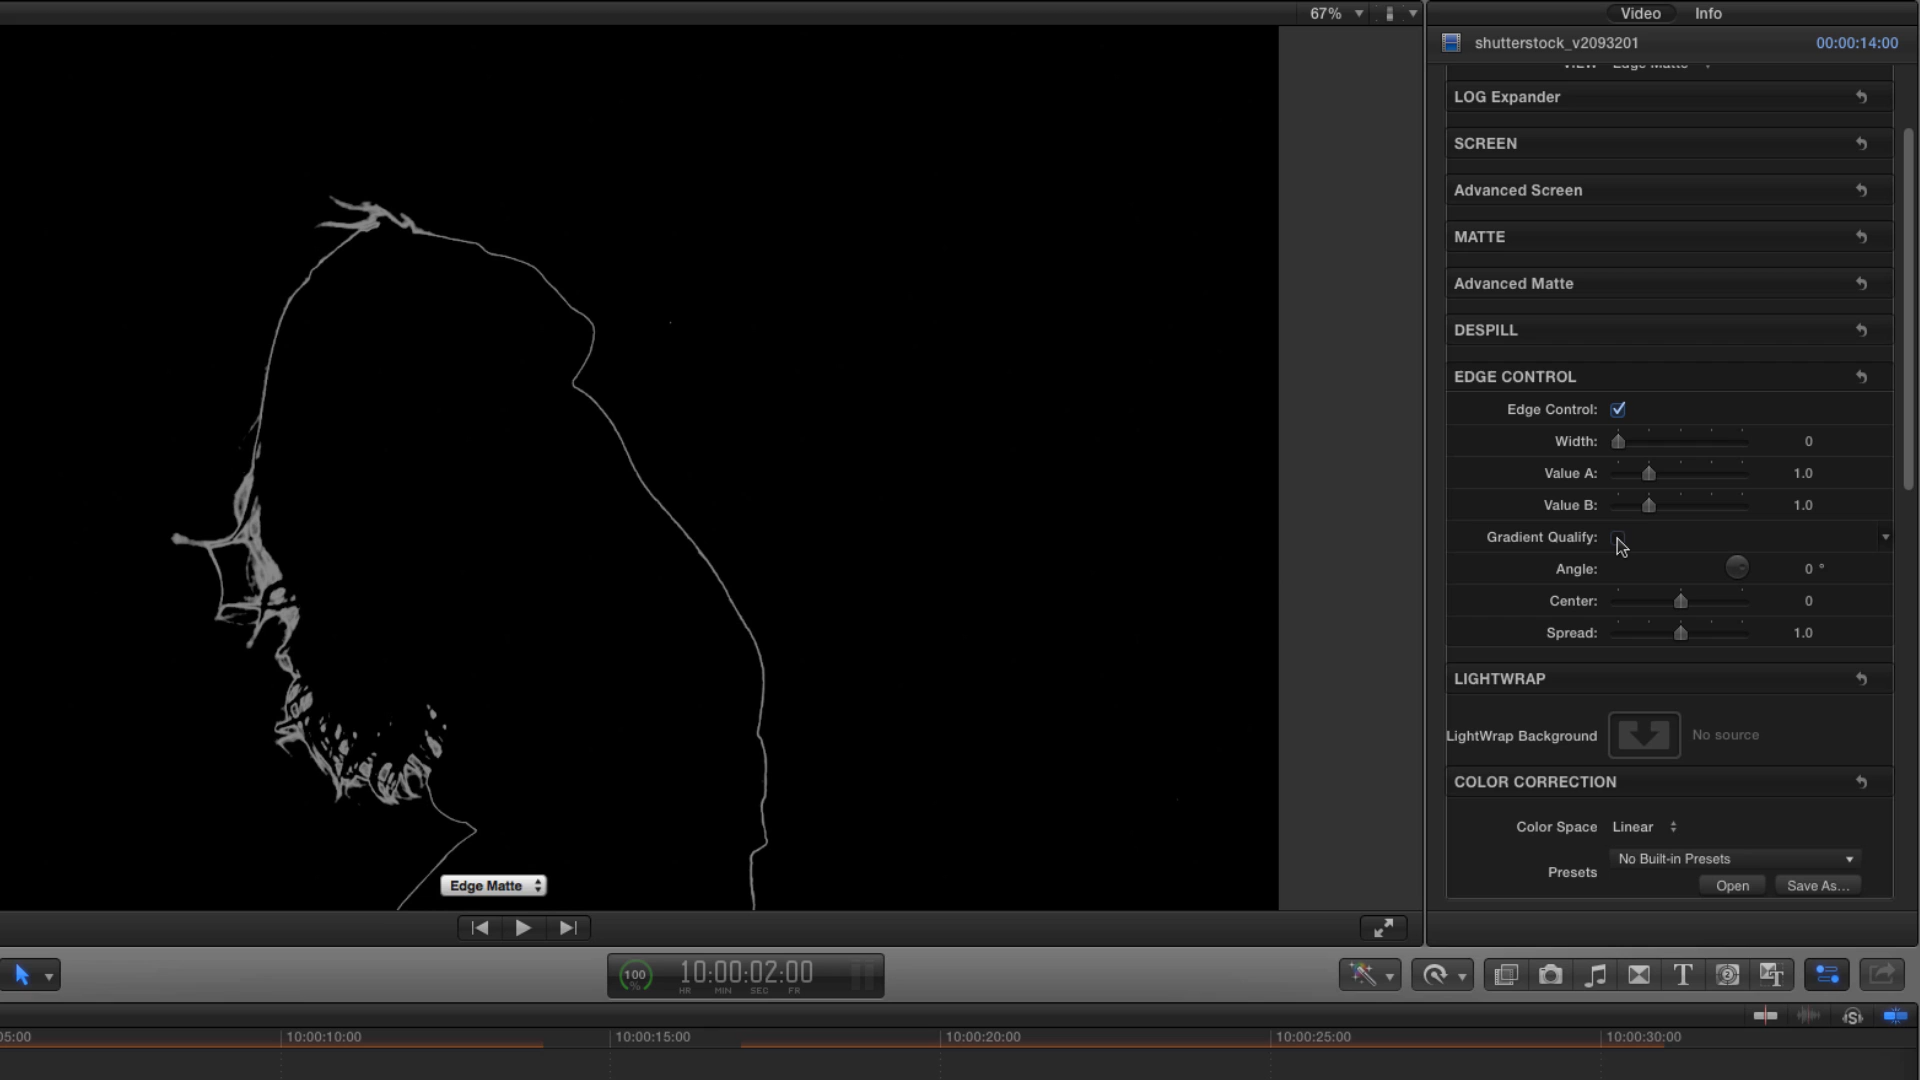 67%
Video Info
shutterstock_v2093201 00:00:14:00
VIEW Edge Matte
LOG Expander
SCREEN
Advanced Screen
MATTE
Advanced Matte
DESPILL
EDGE CONTROL
Edge Control:
Width: 0
Value A: 1.0
Value B: 1.0
Gradient Qualify:
Angle: 0 °
Center: 0
Spread: 1.0
LIGHTWRAP
LightWrap Background No source
COLOR CORRECTION
Color Space Linear
Presets No Built-in Presets
Open Save As...
Edge Matte
100 % 10:00:02:00
HR MIN SEC FR
05:00 10:00:10:00 10:00:15:00 10:00:20:00 10:00:25:00 10:00:30:00